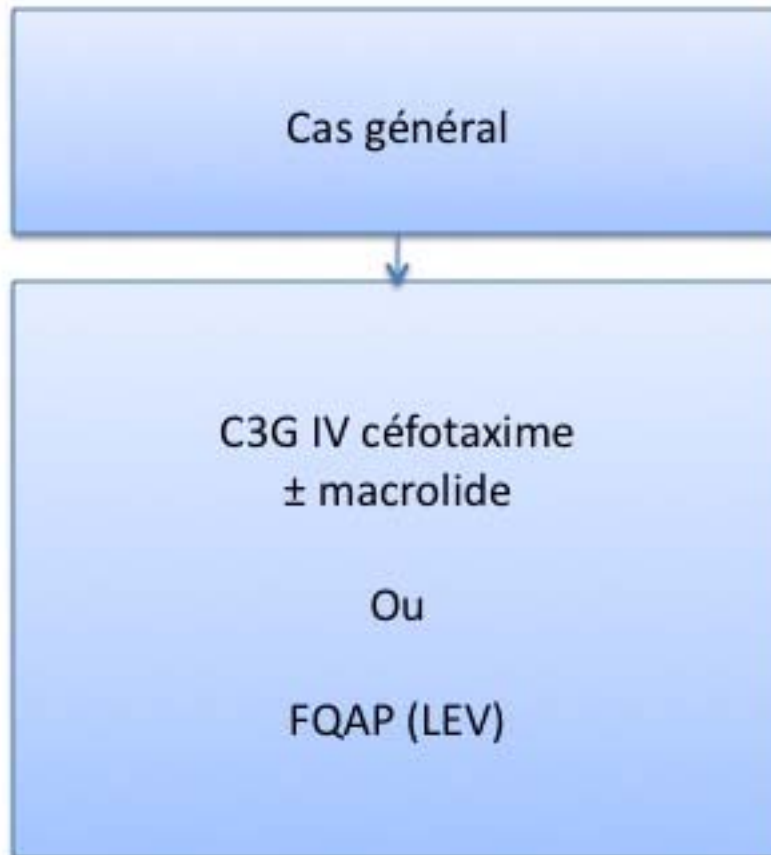 Cas général
C3G IV céfotaxime
± macrolide
Ou
FQAP (LEV)